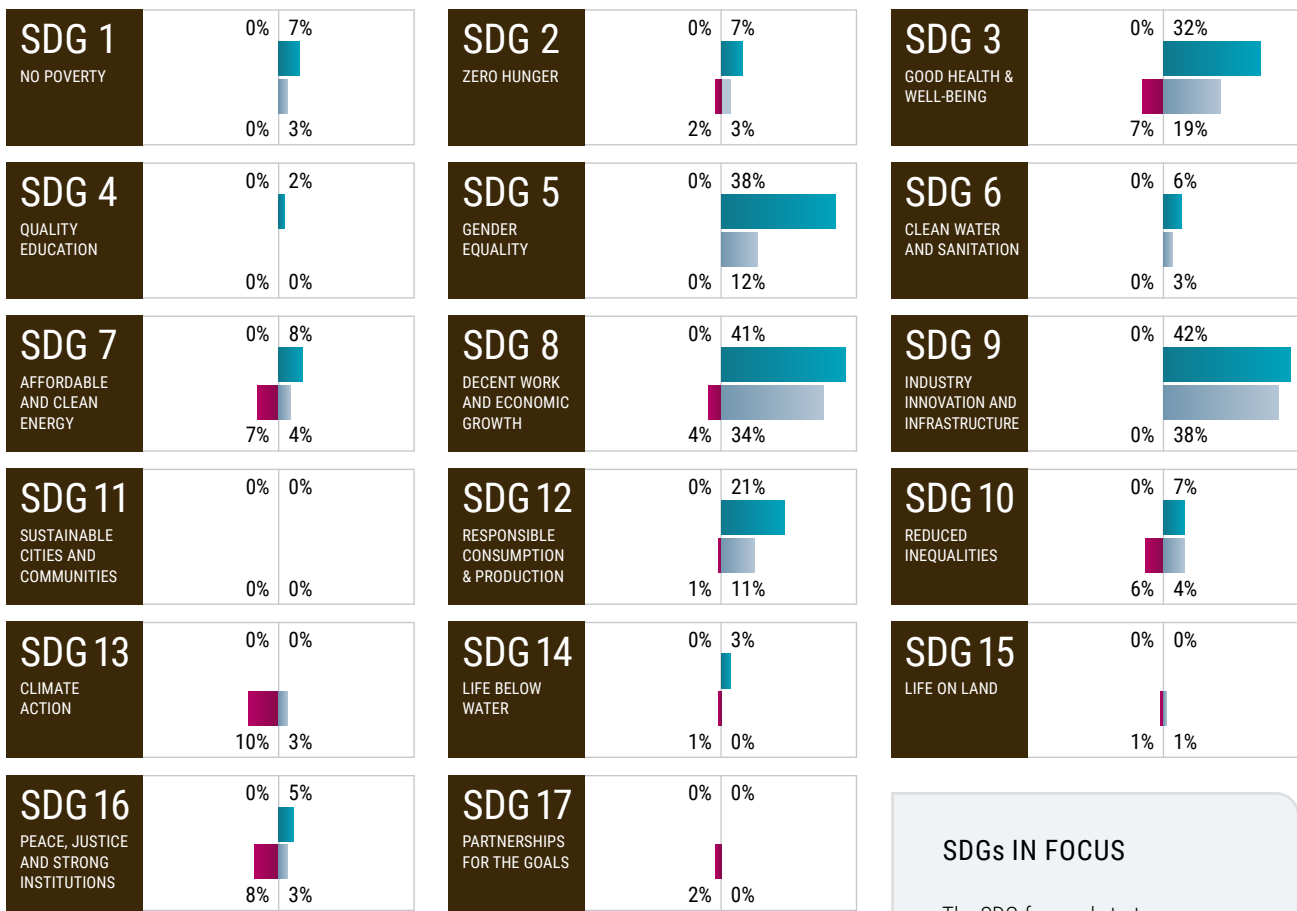 SDG 1
NO POVERTY
0% 7%
0% 3%
SDG 2
ZERO HUNGER
0% 7%
2% 3%
SDG 3
GOOD HEALTH &
WELL-BEING
0% 32%
7% 19%
SDG 4
QUALITY
EDUCATION
0% 2%
0% 0%
SDG 5
GENDER
EQUALITY
0% 38%
0% 12%
SDG 6
CLEAN WATER
AND SANITATION
0% 6%
0% 3%
SDG 7
AFFORDABLE
AND CLEAN
ENERGY
0% 8%
7% 4%
SDG 8
DECENT WORK
AND ECONOMIC
GROWTH
0% 41%
4% 34%
SDG 9
INDUSTRY
INNOVATION AND
INFRASTRUCTURE
0% 42%
0% 38%
SDG 11
SUSTAINABLE
CITIES AND
COMMUNITIES
0% 0%
0% 0%
SDG 12
RESPONSIBLE
CONSUMPTION
& PRODUCTION
0% 21%
1% 11%
SDG 10
REDUCED
INEQUALITIES
0% 7%
6% 4%
SDG 13
CLIMATE
ACTION
0% 0%
10% 3%
SDG 14
LIFE BELOW
WATER
0% 3%
1% 0%
SDG 15
LIFE ON LAND
0% 0%
1% 1%
SDG 16
PEACE, JUSTICE
AND STRONG
INSTITUTIONS
0% 5%
8% 3%
SDG 17
PARTNERSHIPS
FOR THE GOALS
0% 0%
2% 0%
SDGs IN FOCUS